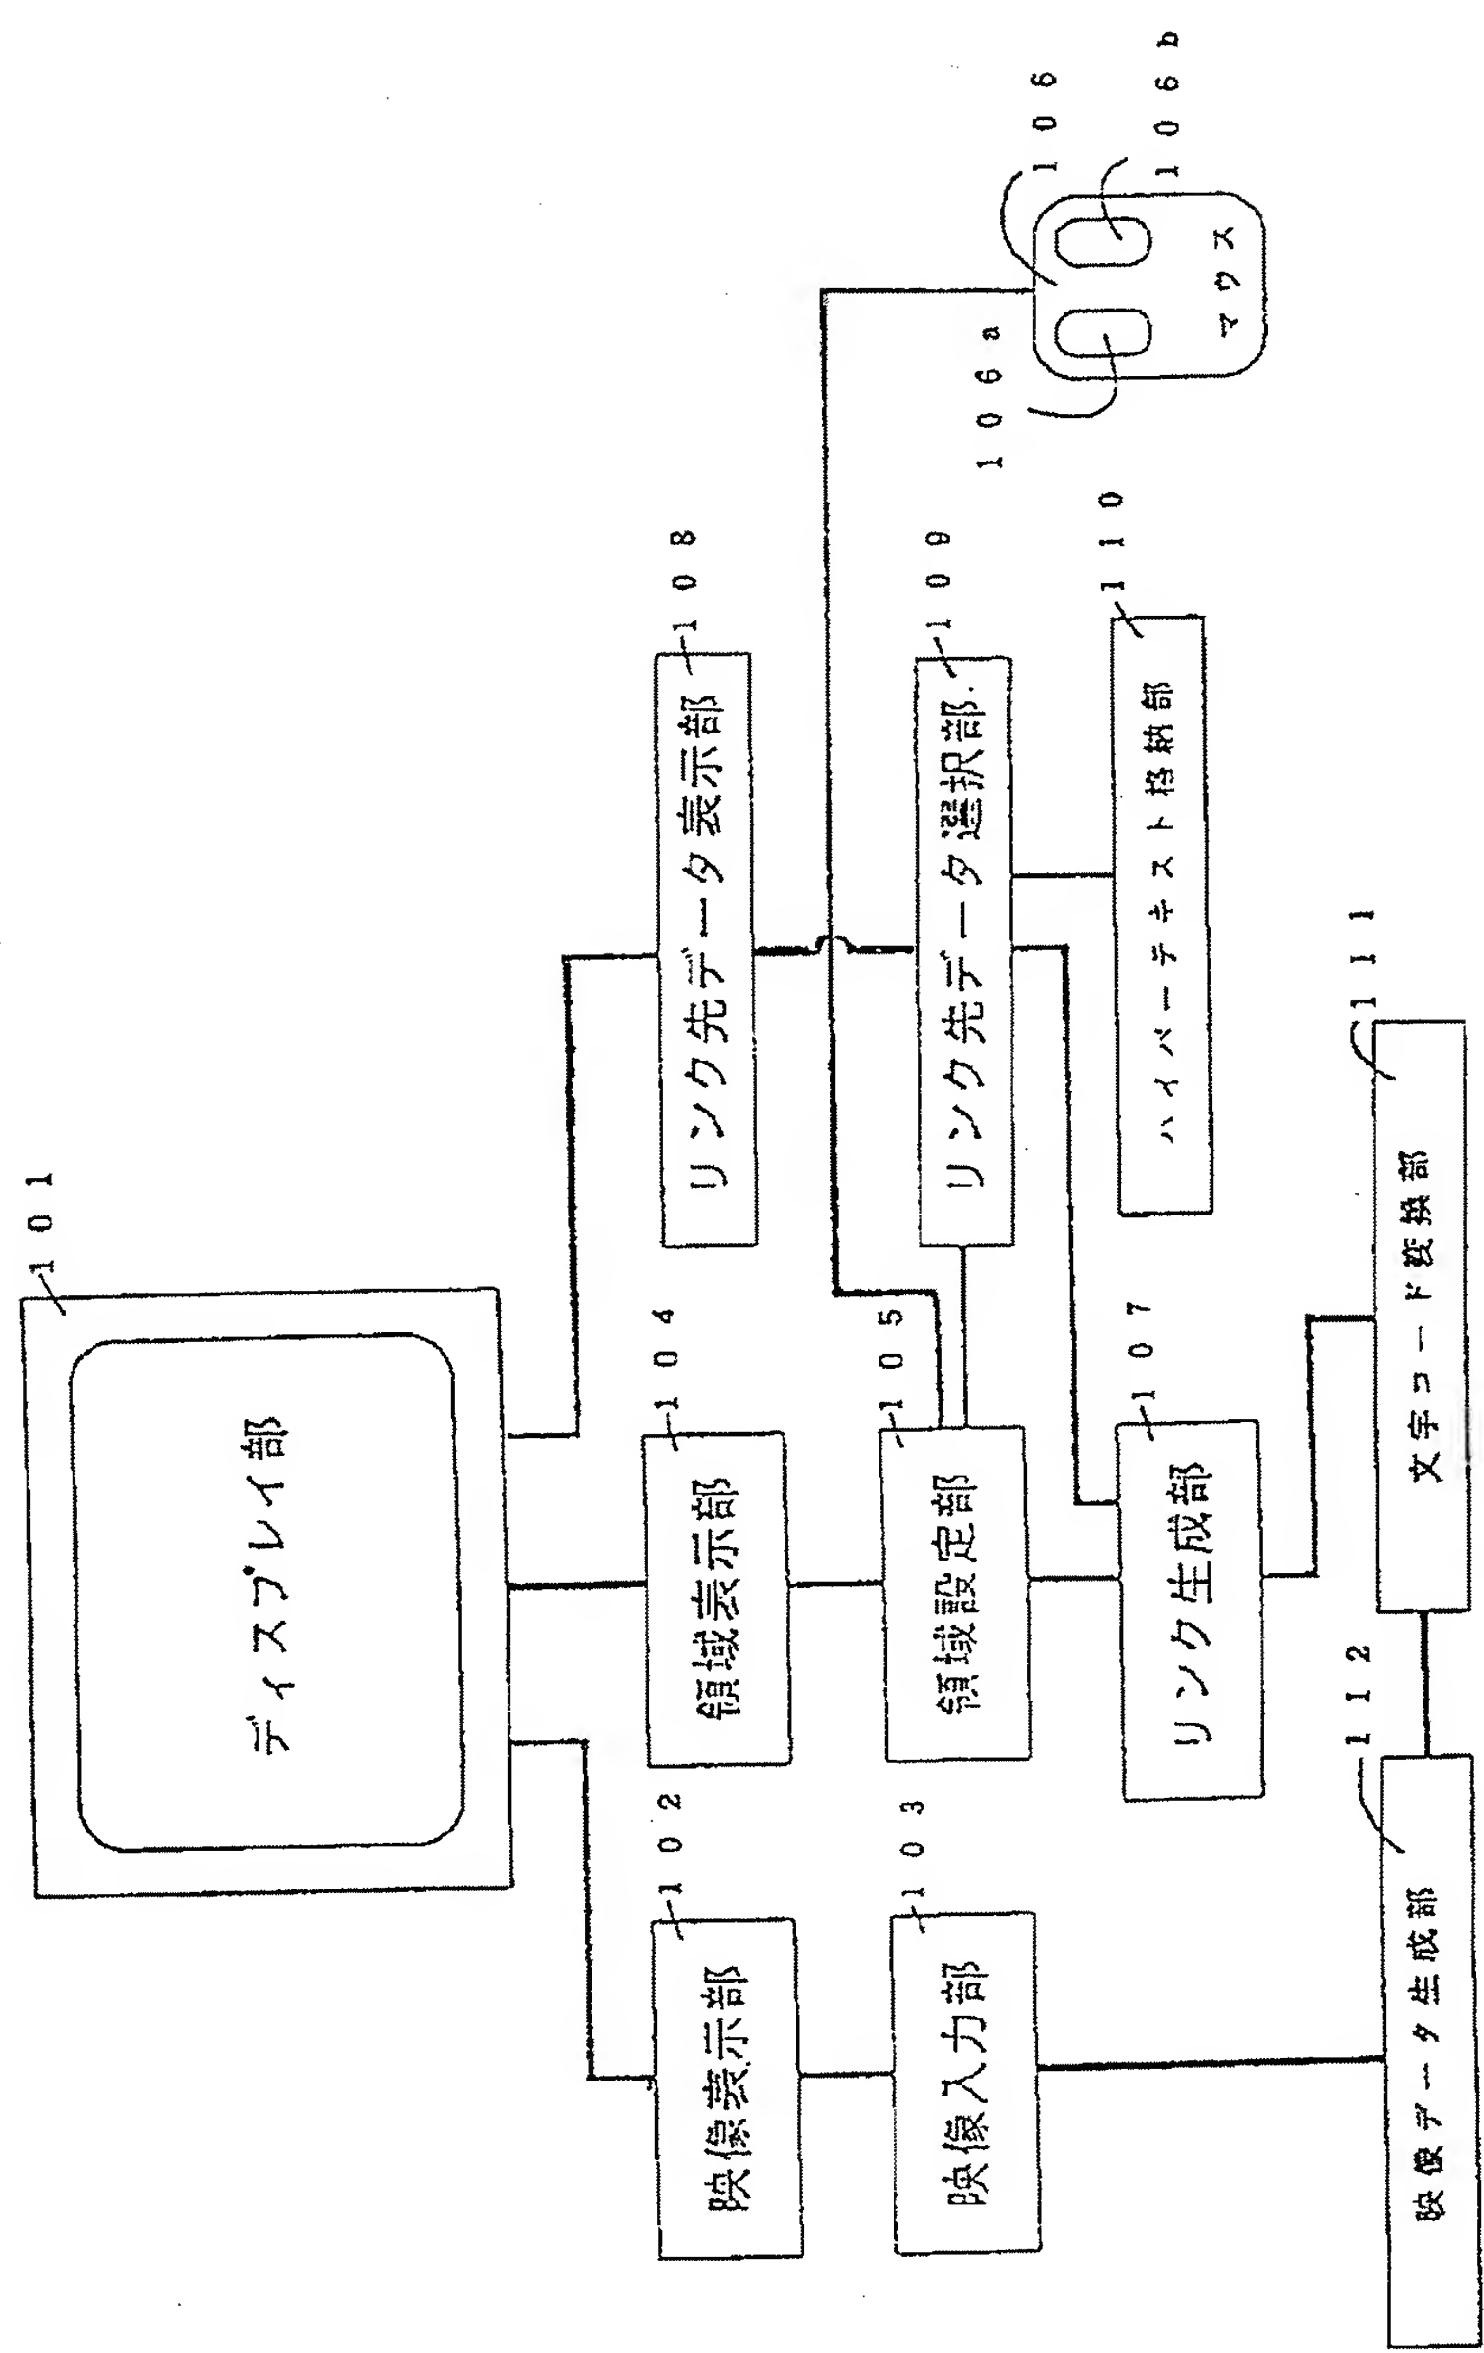 101
ディスプレイ部
102
映像表示部
104
領域表示部
108
リンク先データ表示部
103
映像入力部
105
領域設定部
109
リンク先データ選択部
106
106a
106b
マウス
107
リンク生成部
110
ハイパーテキスト格納部
112
映像データ生成部
111
文字コード変換部